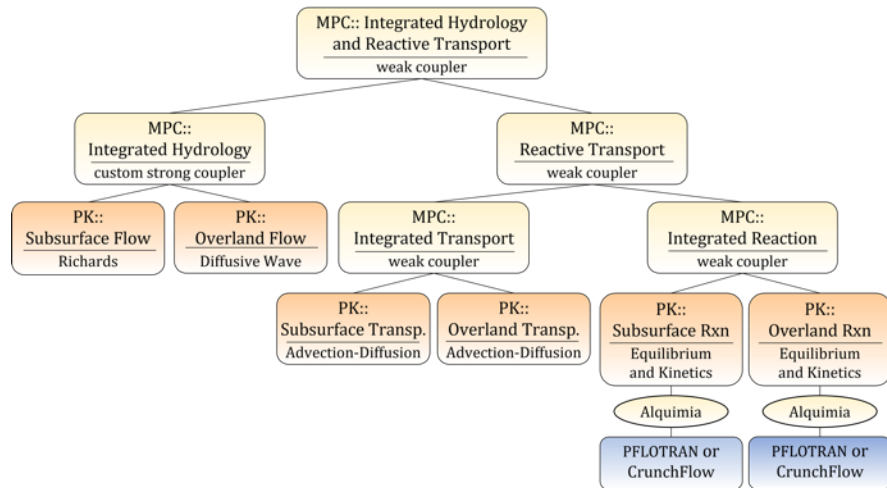 MPC:: Integrated Hydrology
and Reactive Transport
weak coupler
MPC::
Integrated Hydrology
custom strong coupler
MPC::
Reactive Transport
weak coupler
PK::
Subsurface Flow
Richards
PK::
Overland Flow
Diffusive Wave
MPC::
Integrated Transport
weak coupler
MPC::
Integrated Reaction
weak coupler
PK::
Subsurface Transp.
Advection-Diffusion
PK::
Overland Transp.
Advection-Diffusion
PK::
Subsurface Rxn
Equilibrium
and Kinetics
PK::
Overland Rxn
Equilibrium
and Kinetics
Alquimia
Alquimia
PFLOTRAN or
CrunchFlow
PFLOTRAN or
CrunchFlow